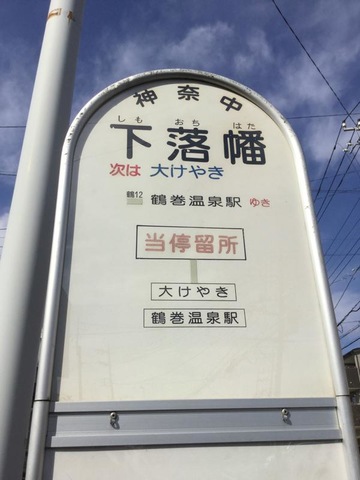 神奈中
しも おち はた
下落幡
次は 大けやき
鶴12 鶴巻温泉駅 ゆき
当停留所
大けやき
鶴巻温泉駅